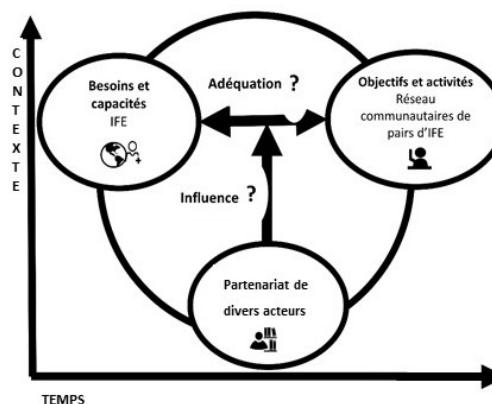 CONTEXTE
Besoins et
capacités
IFE
Adéquation ?
Objectifs et activités
Réseau
communautaires de
pairs d'IFE
Influence ?
Partenariat de
divers acteurs
TEMPS